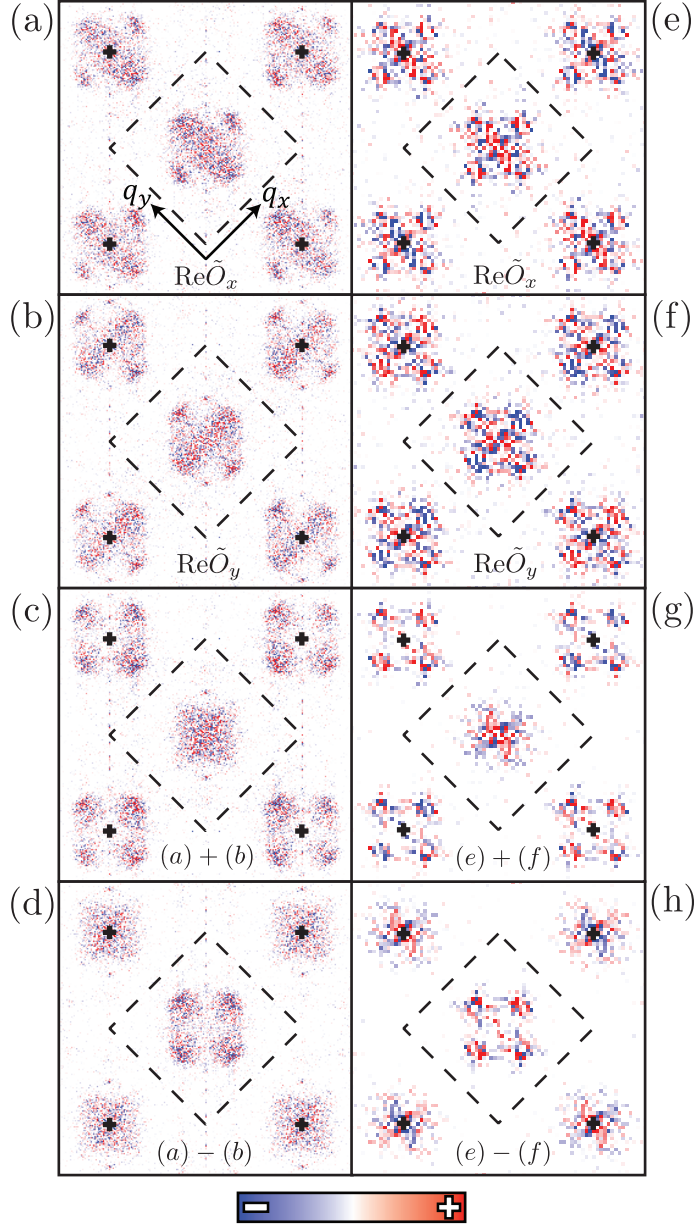 (a)
(e)
q_y
q_x
ReÕ_x
ReÕ_x
(b)
(f)
ReÕ_y
ReÕ_y
(c)
(g)
(a) + (b)
(e) + (f)
(d)
(h)
(a) − (b)
(e) − (f)
− +